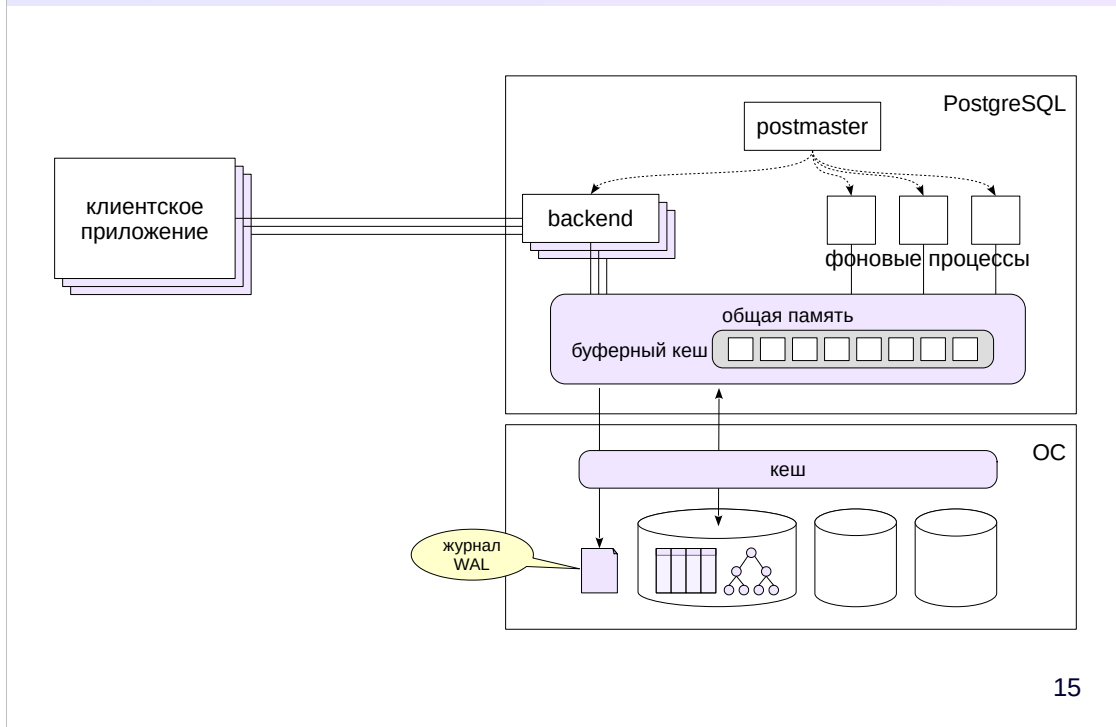 PostgreSQL
postmaster
клиентское
приложение
backend
фоновые процессы
общая память
буферный кеш
ОС
кеш
журнал
WAL
15